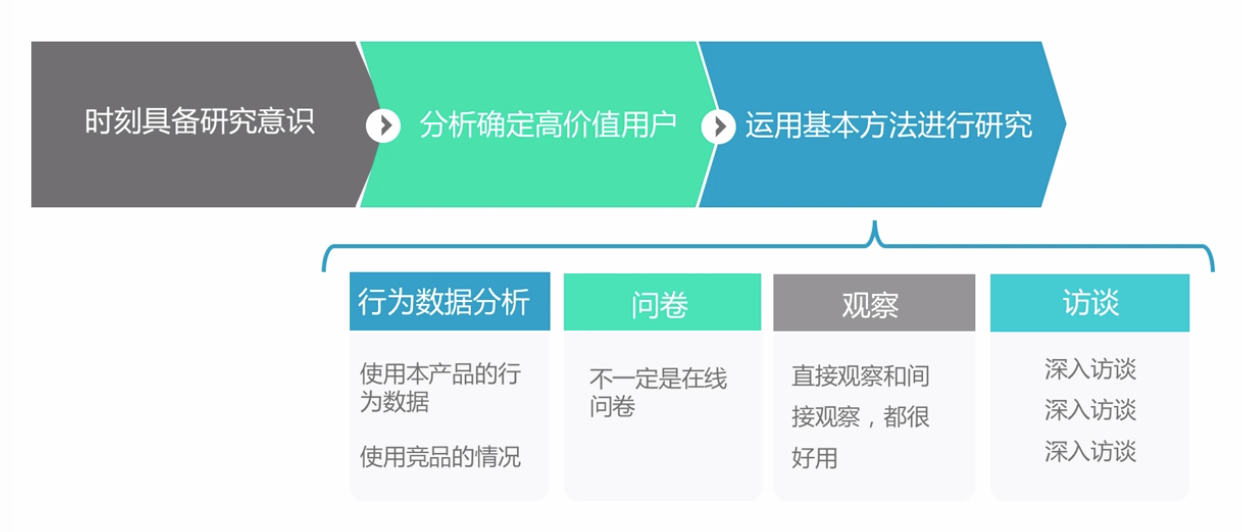 时刻具备研究意识
分析确定高价值用户
运用基本方法进行研究
行为数据分析
使用本产品的行
为数据
使用竞品的情况
问卷
不一定是在线
问卷
观察
直接观察和间
接观察，都很
好用
访谈
深入访谈
深入访谈
深入访谈